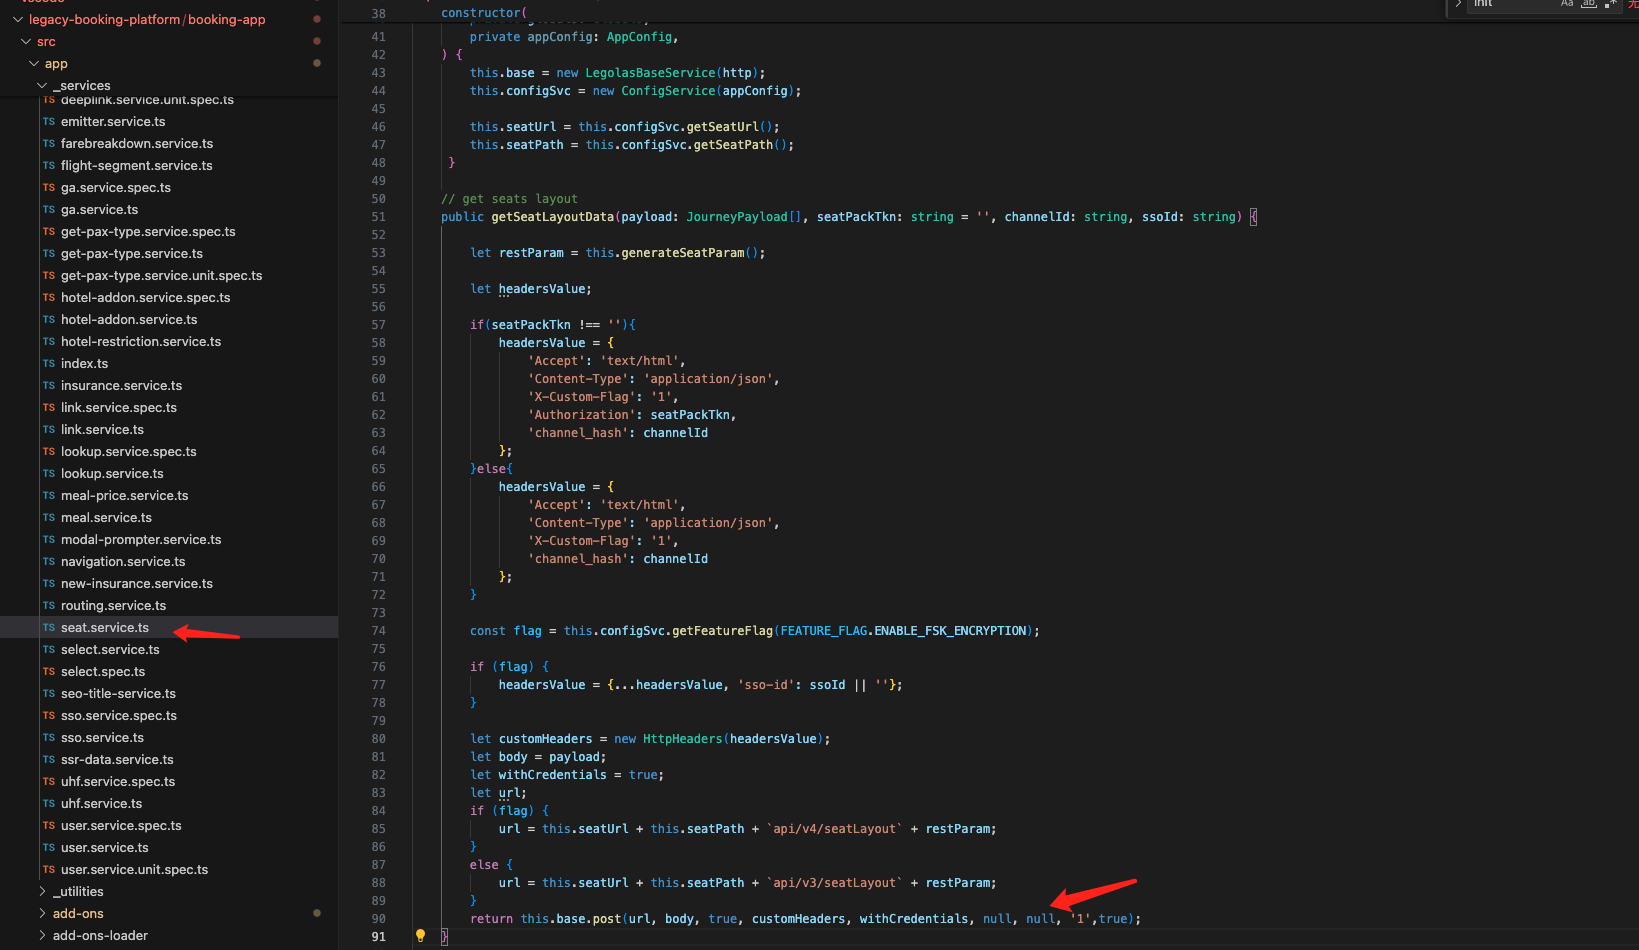 legacy-booking-platform/booking-app
src
app
_services
TS deeplink.service.unit.spec.ts
TS emitter.service.ts
TS farebreakdown.service.ts
TS flight-segment.service.ts
TS ga.service.spec.ts
TS ga.service.ts
TS get-pax-type.service.spec.ts
TS get-pax-type.service.ts
TS get-pax-type.service.unit.spec.ts
TS hotel-addon.service.spec.ts
TS hotel-addon.service.ts
TS hotel-restriction.service.ts
TS index.ts
TS insurance.service.ts
TS link.service.spec.ts
TS link.service.ts
TS lookup.service.spec.ts
TS lookup.service.ts
TS meal-price.service.ts
TS meal.service.ts
TS modal-prompter.service.ts
TS navigation.service.ts
TS new-insurance.service.ts
TS routing.service.ts
TS seat.service.ts
TS select.service.ts
TS select.spec.ts
TS seo-title-service.ts
TS sso.service.spec.ts
TS sso.service.ts
TS ssr-data.service.ts
TS uhf.service.spec.ts
TS uhf.service.ts
TS user.service.spec.ts
TS user.service.ts
TS user.service.unit.spec.ts
_utilities
add-ons
add-ons-loader
init Aa ab .*
38 constructor(
41 private appConfig: AppConfig,
42 ) {
43 this.base = new LegolasBaseService(http);
44 this.configSvc = new ConfigService(appConfig);
45
46 this.seatUrl = this.configSvc.getSeatUrl();
47 this.seatPath = this.configSvc.getSeatPath();
48 }
49
50 // get seats layout
51 public getSeatLayoutData(payload: JourneyPayload[], seatPackTkn: string = '', channelId: string, ssoId: string) {
52
53 let restParam = this.generateSeatParam();
54
55 let headersValue;
56
57 if(seatPackTkn !== ''){
58 headersValue = {
59 'Accept': 'text/html',
60 'Content-Type': 'application/json',
61 'X-Custom-Flag': '1',
62 'Authorization': seatPackTkn,
63 'channel_hash': channelId
64 };
65 }else{
66 headersValue = {
67 'Accept': 'text/html',
68 'Content-Type': 'application/json',
69 'X-Custom-Flag': '1',
70 'channel_hash': channelId
71 };
72 }
73
74 const flag = this.configSvc.getFeatureFlag(FEATURE_FLAG.ENABLE_FSK_ENCRYPTION);
75
76 if (flag) {
77 headersValue = {...headersValue, 'sso-id': ssoId || ''};
78 }
79
80 let customHeaders = new HttpHeaders(headersValue);
81 let body = payload;
82 let withCredentials = true;
83 let url;
84 if (flag) {
85 url = this.seatUrl + this.seatPath + `api/v4/seatLayout` + restParam;
86 }
87 else {
88 url = this.seatUrl + this.seatPath + `api/v3/seatLayout` + restParam;
89 }
90 return this.base.post(url, body, true, customHeaders, withCredentials, null, null, '1',true);
91 }